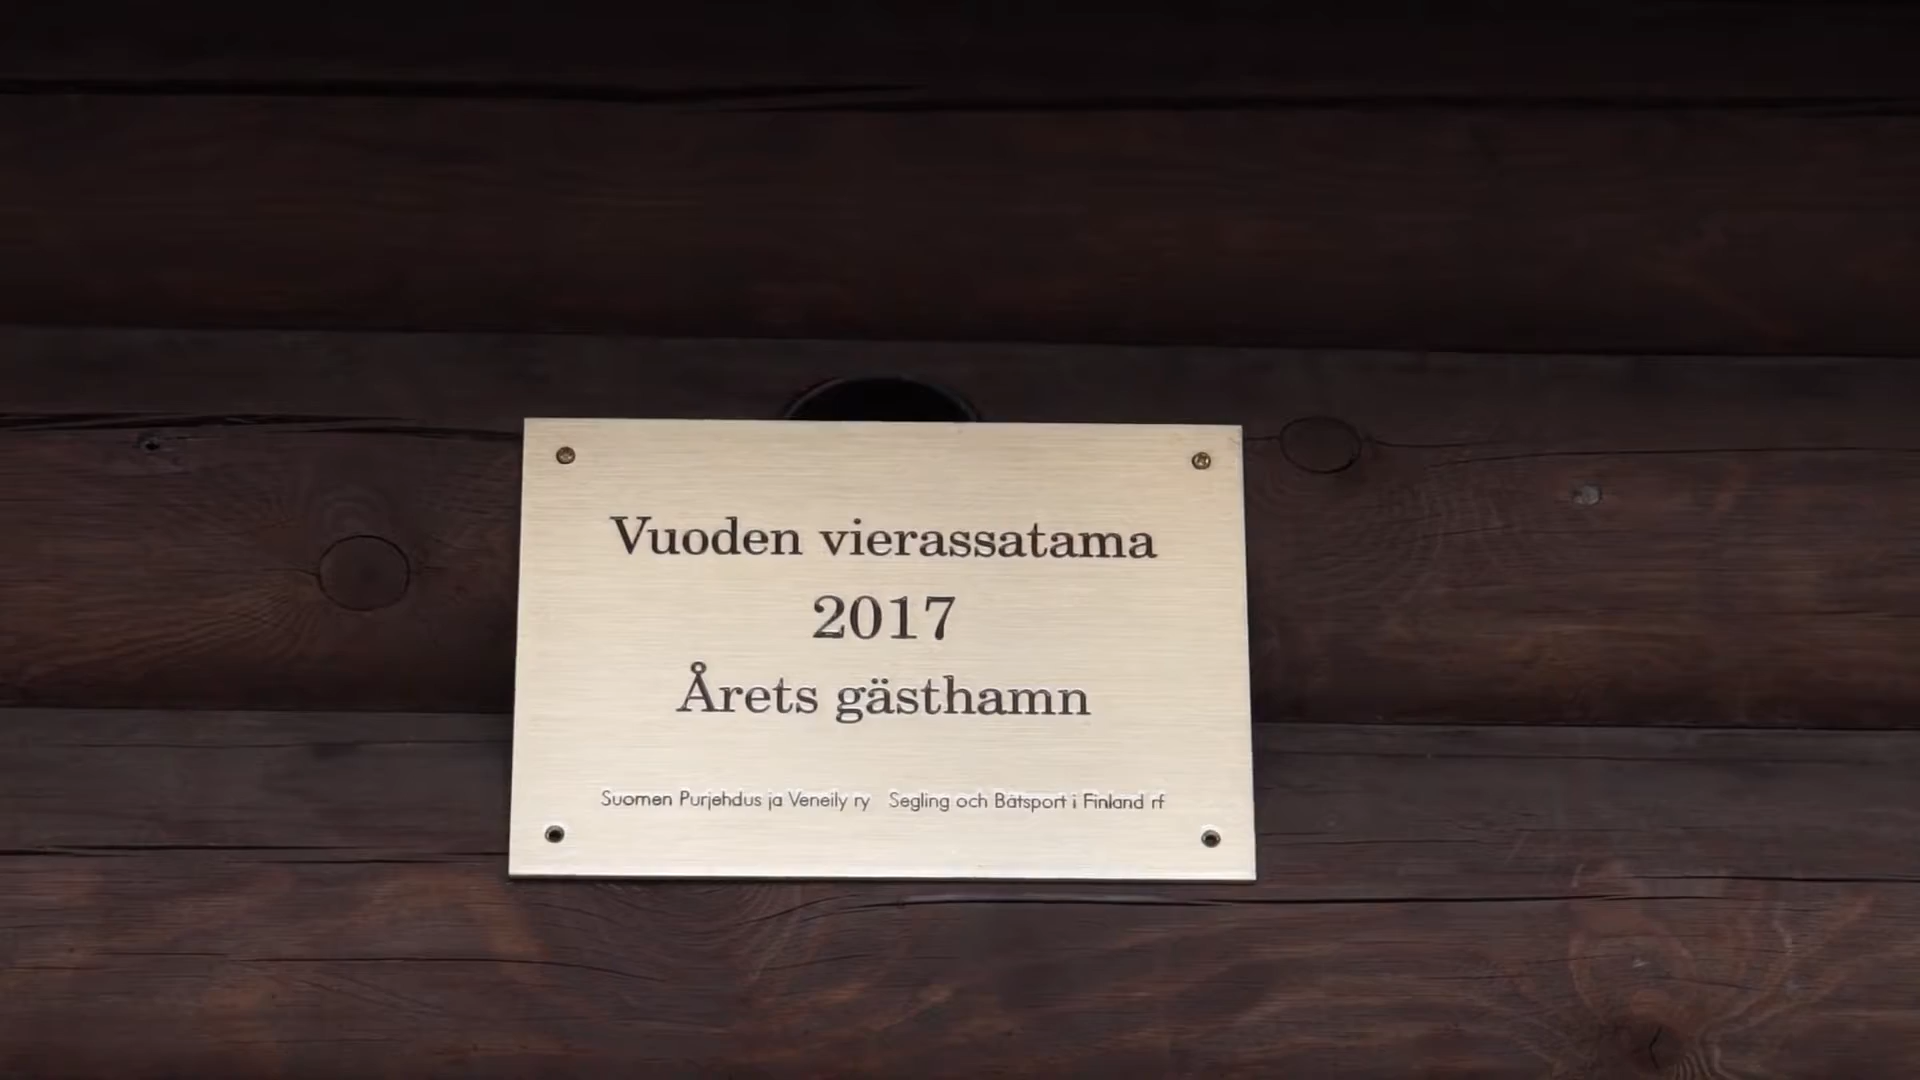 Vuoden vierassatama
2017
Årets gästhamn
Suomen Purjehdus ja Veneily ry Segling och Båtsport i Finland rf